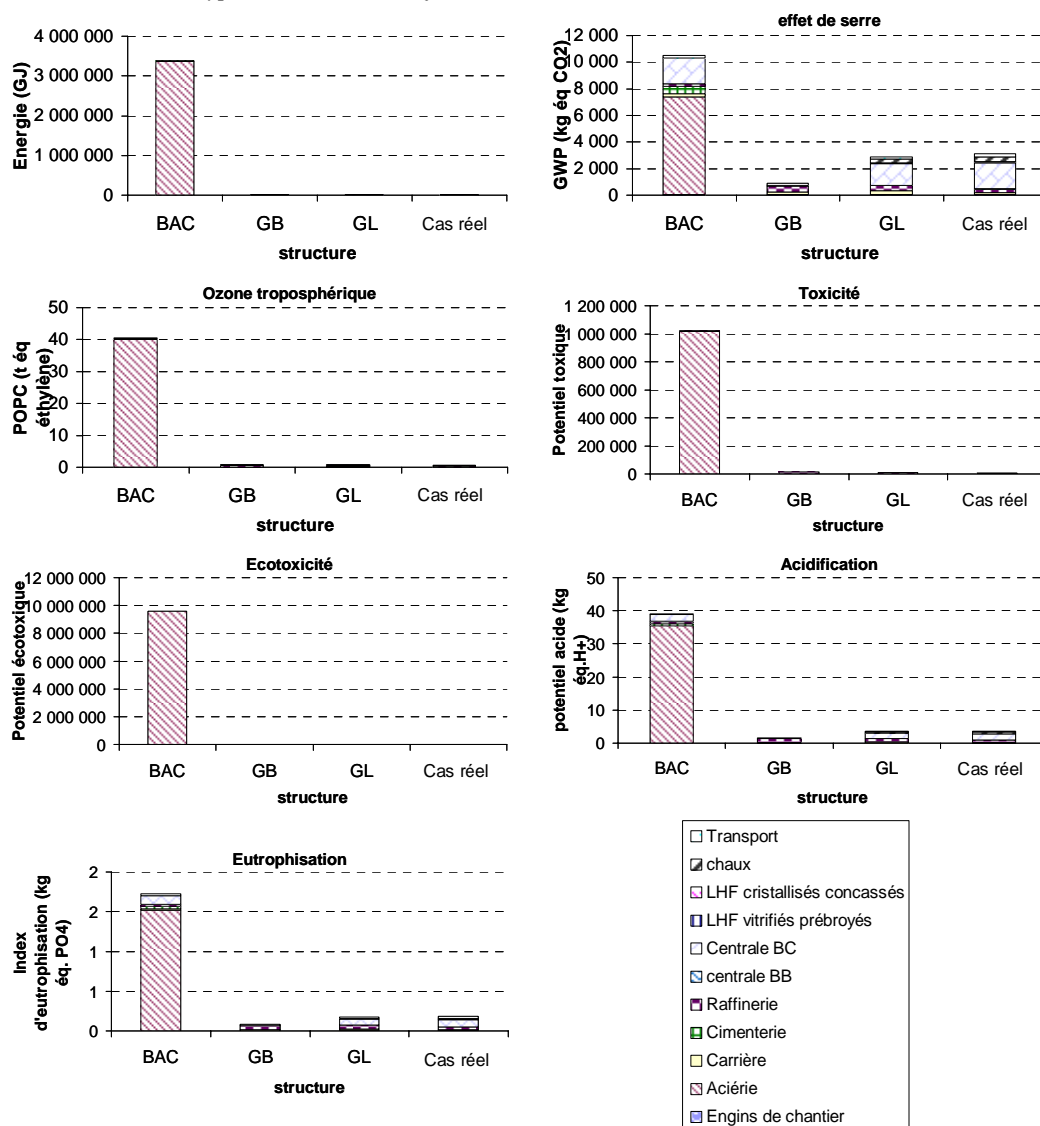 4 000 000
3 000 000
2 000 000
1 000 000
0
Energie (GJ)
BAC GB GL Cas réel
structure
effet de serre
12 000
10 000
8 000
6 000
4 000
2 000
0
GWP (kg éq CO2)
BAC GB GL Cas réel
structure
Ozone troposphérique
50
40
30
20
10
0
POPC (t éq
éthylène)
BAC GB GL Cas réel
structure
Toxicité
1 200 000
1 000 000
800 000
600 000
400 000
200 000
0
Potentiel toxique
BAC GB GL Cas réel
structure
Ecotoxicité
12 000 000
10 000 000
8 000 000
6 000 000
4 000 000
2 000 000
0
Potentiel écotoxique
BAC GB GL Cas réel
structure
Acidification
50
40
30
20
10
0
potentiel acide (kg
éq.H+)
BAC GB GL Cas réel
structure
Eutrophisation
2
2
1
1
0
Index
d'eutrophisation (kg
éq. PO4)
BAC GB GL Cas réel
structure
Transport
chaux
LHF cristallisés concassés
LHF vitrifiés prébroyés
Centrale BC
centrale BB
Raffinerie
Cimenterie
Carrière
Aciérie
Engins de chantier